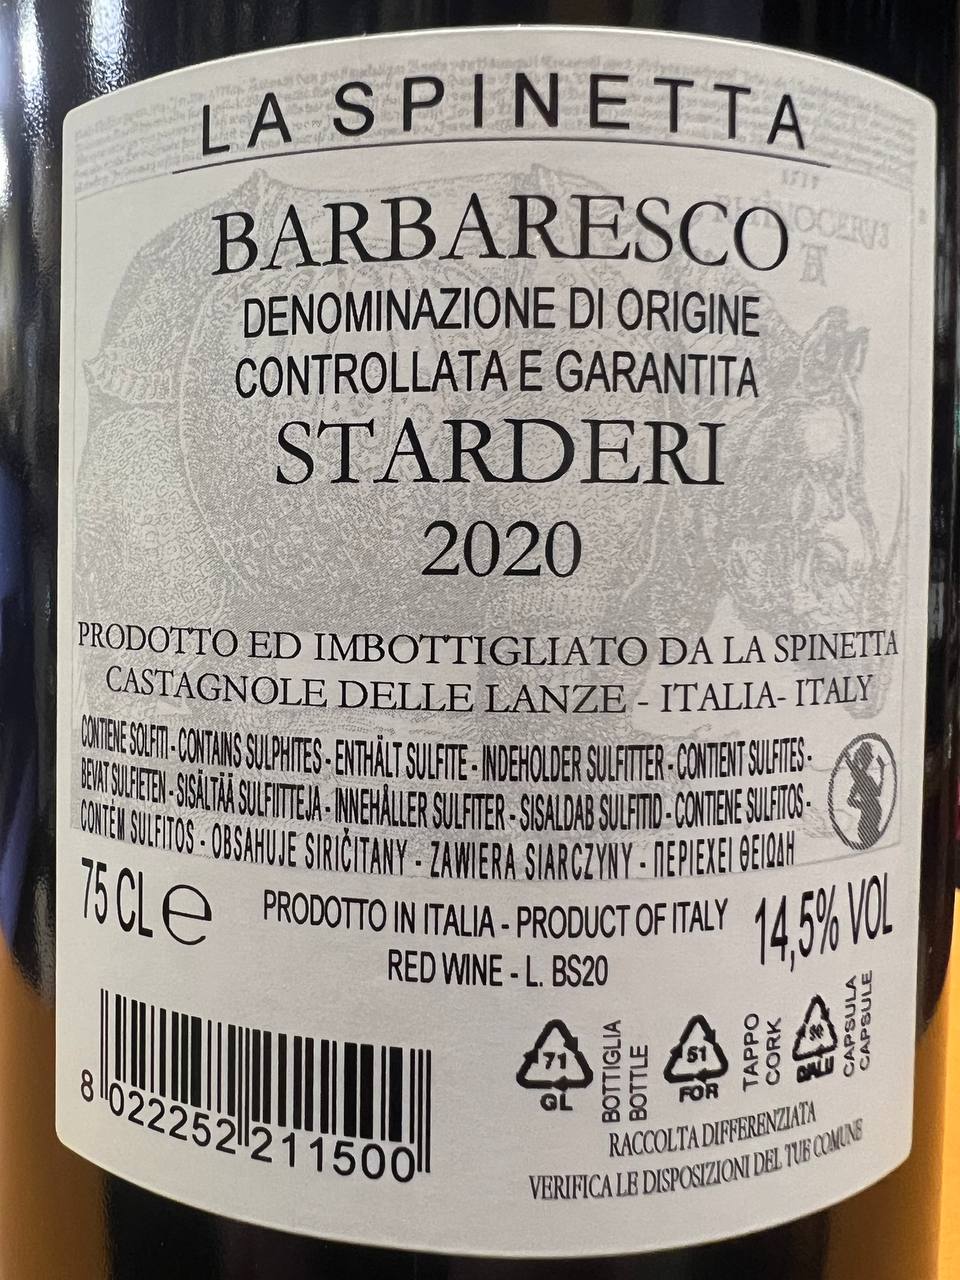 LA SPINETTA
BARBARESCO
DENOMINAZIONE DI ORIGINE
CONTROLLATA E GARANTITA
STARDERI
2020
PRODOTTO ED IMBOTTIGLIATO DA LA SPINETTA
CASTAGNOLE DELLE LANZE - ITALIA- ITALY
CONTIENE SOLFITI - CONTAINS SULPHITES - ENTHÄLT SULFITE - INDEHOLDER SULFITTER - CONTIENT SULFITES -
BEVAT SULFIETEN - SISÄLTÄÄ SULFIITTEJA - INNEHÅLLER SULFITER - SISALDAB SULFITID - CONTIENE SULFITOS -
CONTÉM SULFITOS - OBSAHUJE SIRIČITANY - ZAWIERA SIARCZYNY - ΠΕΡΙΕΧΕΙ ΘΕΙΩΔΗ
75 CL e
PRODOTTO IN ITALIA - PRODUCT OF ITALY
14,5% VOL
RED WINE - L. BS20
8 022252 211500
71
GL
BOTTIGLIA
BOTTLE
51
FOR
TAPPO
CORK
CAPSULA
CAPSULE
RACCOLTA DIFFERENZIATA
VERIFICA LE DISPOSIZIONI DEL TUE COMUNE